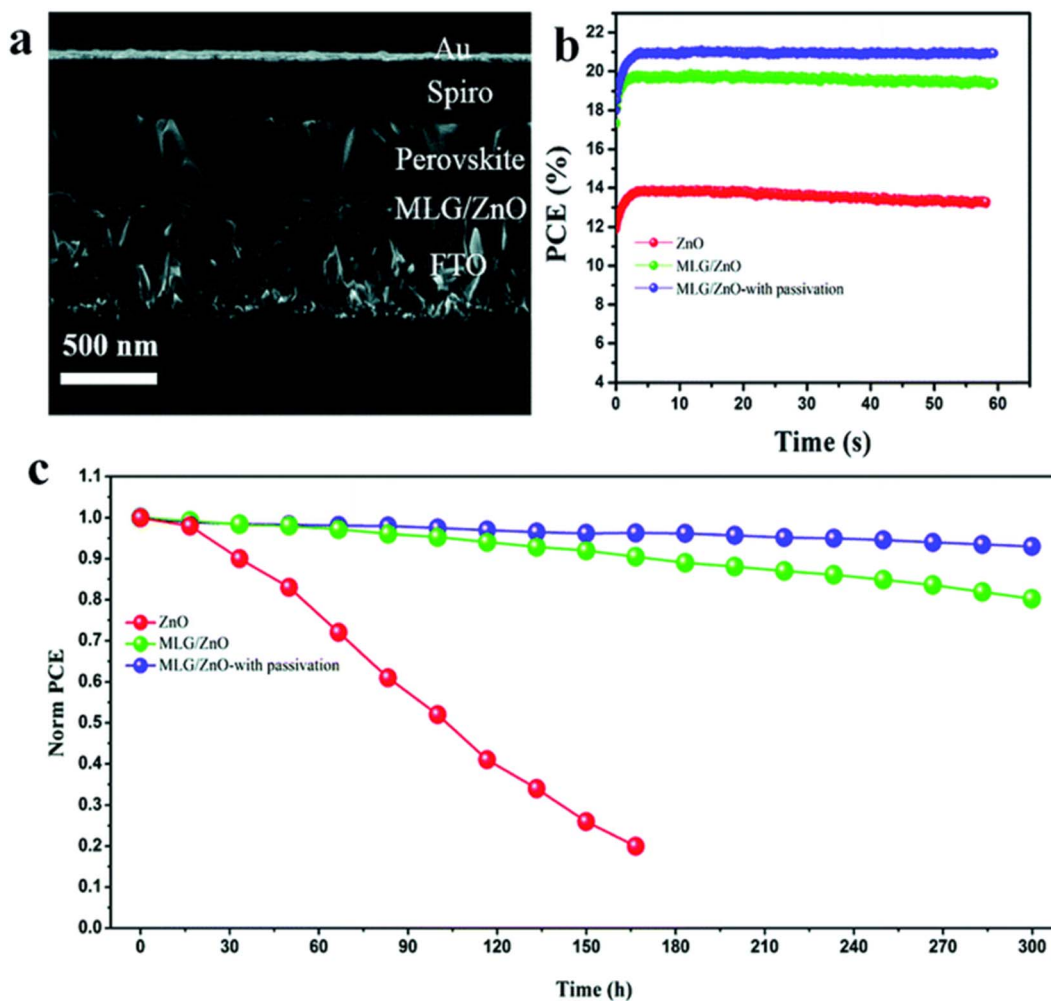 a
Au
Spiro
Perovskite
MLG/ZnO
FTO
500 nm
b
PCE (%)
22
20
18
16
14
12
10
8
6
4
ZnO
MLG/ZnO
MLG/ZnO-with passivation
0 10 20 30 40 50 60
Time (s)
c
Norm PCE
1.1
1.0
0.9
0.8
0.7
0.6
0.5
0.4
0.3
0.2
0.1
0.0
ZnO
MLG/ZnO
MLG/ZnO-with passivation
0 30 60 90 120 150 180 210 240 270 300
Time (h)